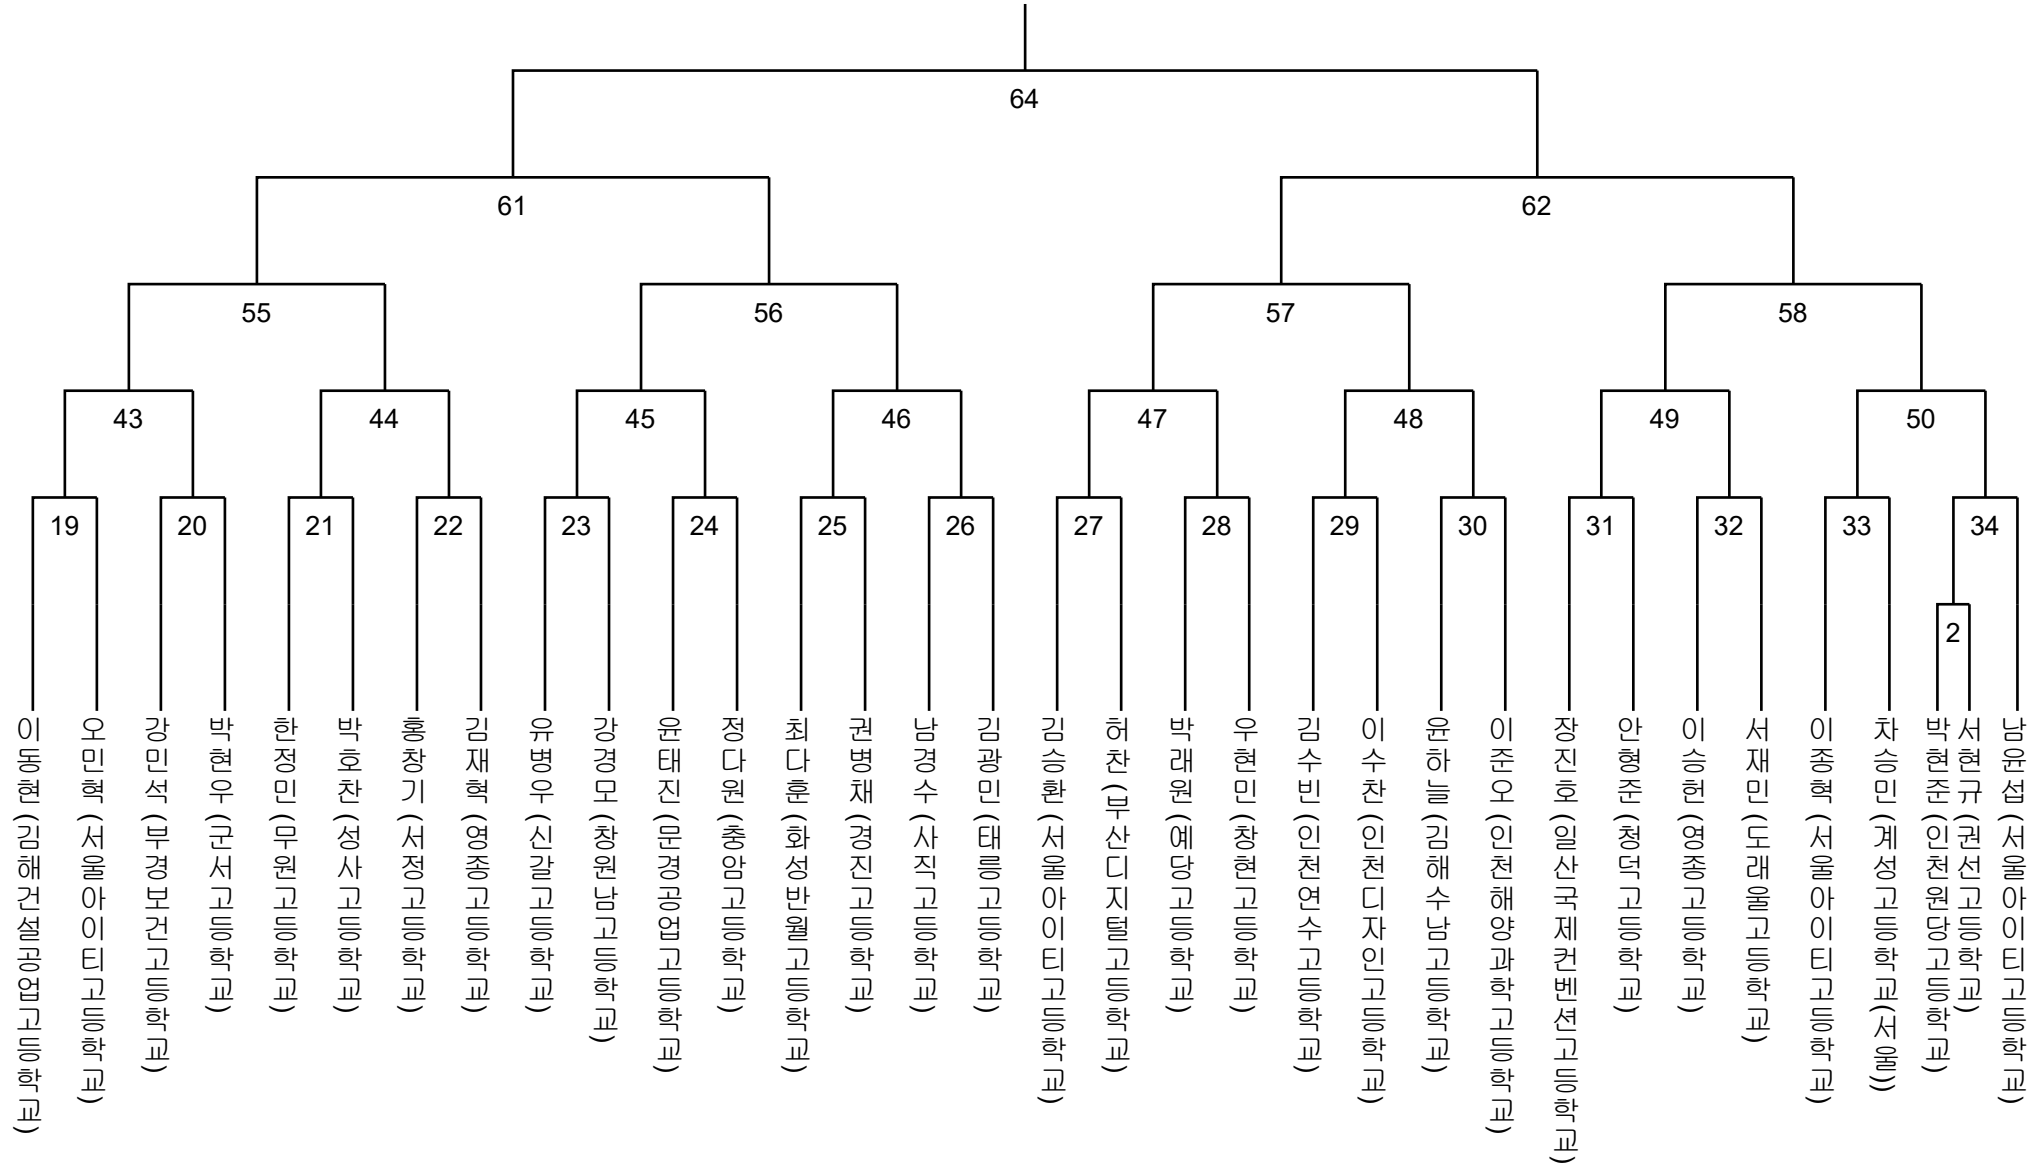 64
61
62
55
56
57
58
43
44
45
46
47
48
49
50
19
20
21
22
23
24
25
26
27
28
29
30
31
32
33
34
2
이동현 (김해건설공업고등학교)
오민혁 (서울아이티고등학교)
강민석 (부경보건고등학교)
박현우 (군서고등학교)
한정민 (무원고등학교)
박호찬 (성사고등학교)
홍창기 (서정고등학교)
김재혁 (영종고등학교)
유병우 (신갈고등학교)
강경모 (창원남고등학교)
윤태진 (문경공업고등학교)
정다원 (충암고등학교)
최다훈 (화성반월고등학교)
권병채 (경진고등학교)
남경수 (사직고등학교)
김광민 (태릉고등학교)
김승환 (서울아이티고등학교)
허찬 (부산디지털고등학교)
박래원 (예당고등학교)
우현민 (창현고등학교)
김수빈 (인천연수고등학교)
이수찬 (인천디자인고등학교)
윤하늘 (김해수남고등학교)
이준오 (인천해양과학고등학교)
장진호 (일산국제컨벤션고등학교)
안형준 (청덕고등학교)
이승헌 (영종고등학교)
서재민 (도래울고등학교)
이종혁 (서울아이티고등학교)
차승민 (계성고등학교(서울))
박현준 (인천원당고등학교)
서현규 (권선고등학교)
남윤섭 (서울아이티고등학교)